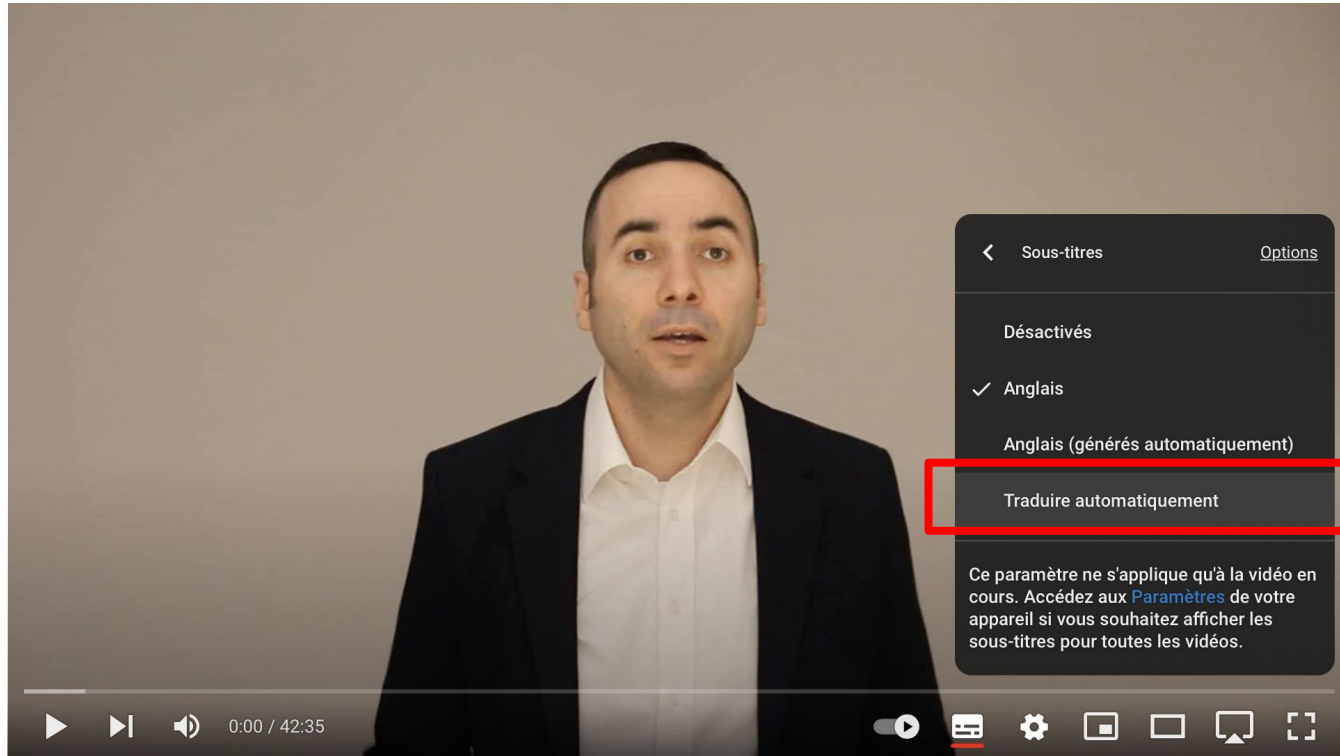 Sous-titres Options
Désactivés
Anglais
Anglais (générés automatiquement)
Traduire automatiquement
Ce paramètre ne s'applique qu'à la vidéo en
cours. Accédez aux Paramètres de votre
appareil si vous souhaitez afficher les
sous-titres pour toutes les vidéos.
0:00 / 42:35